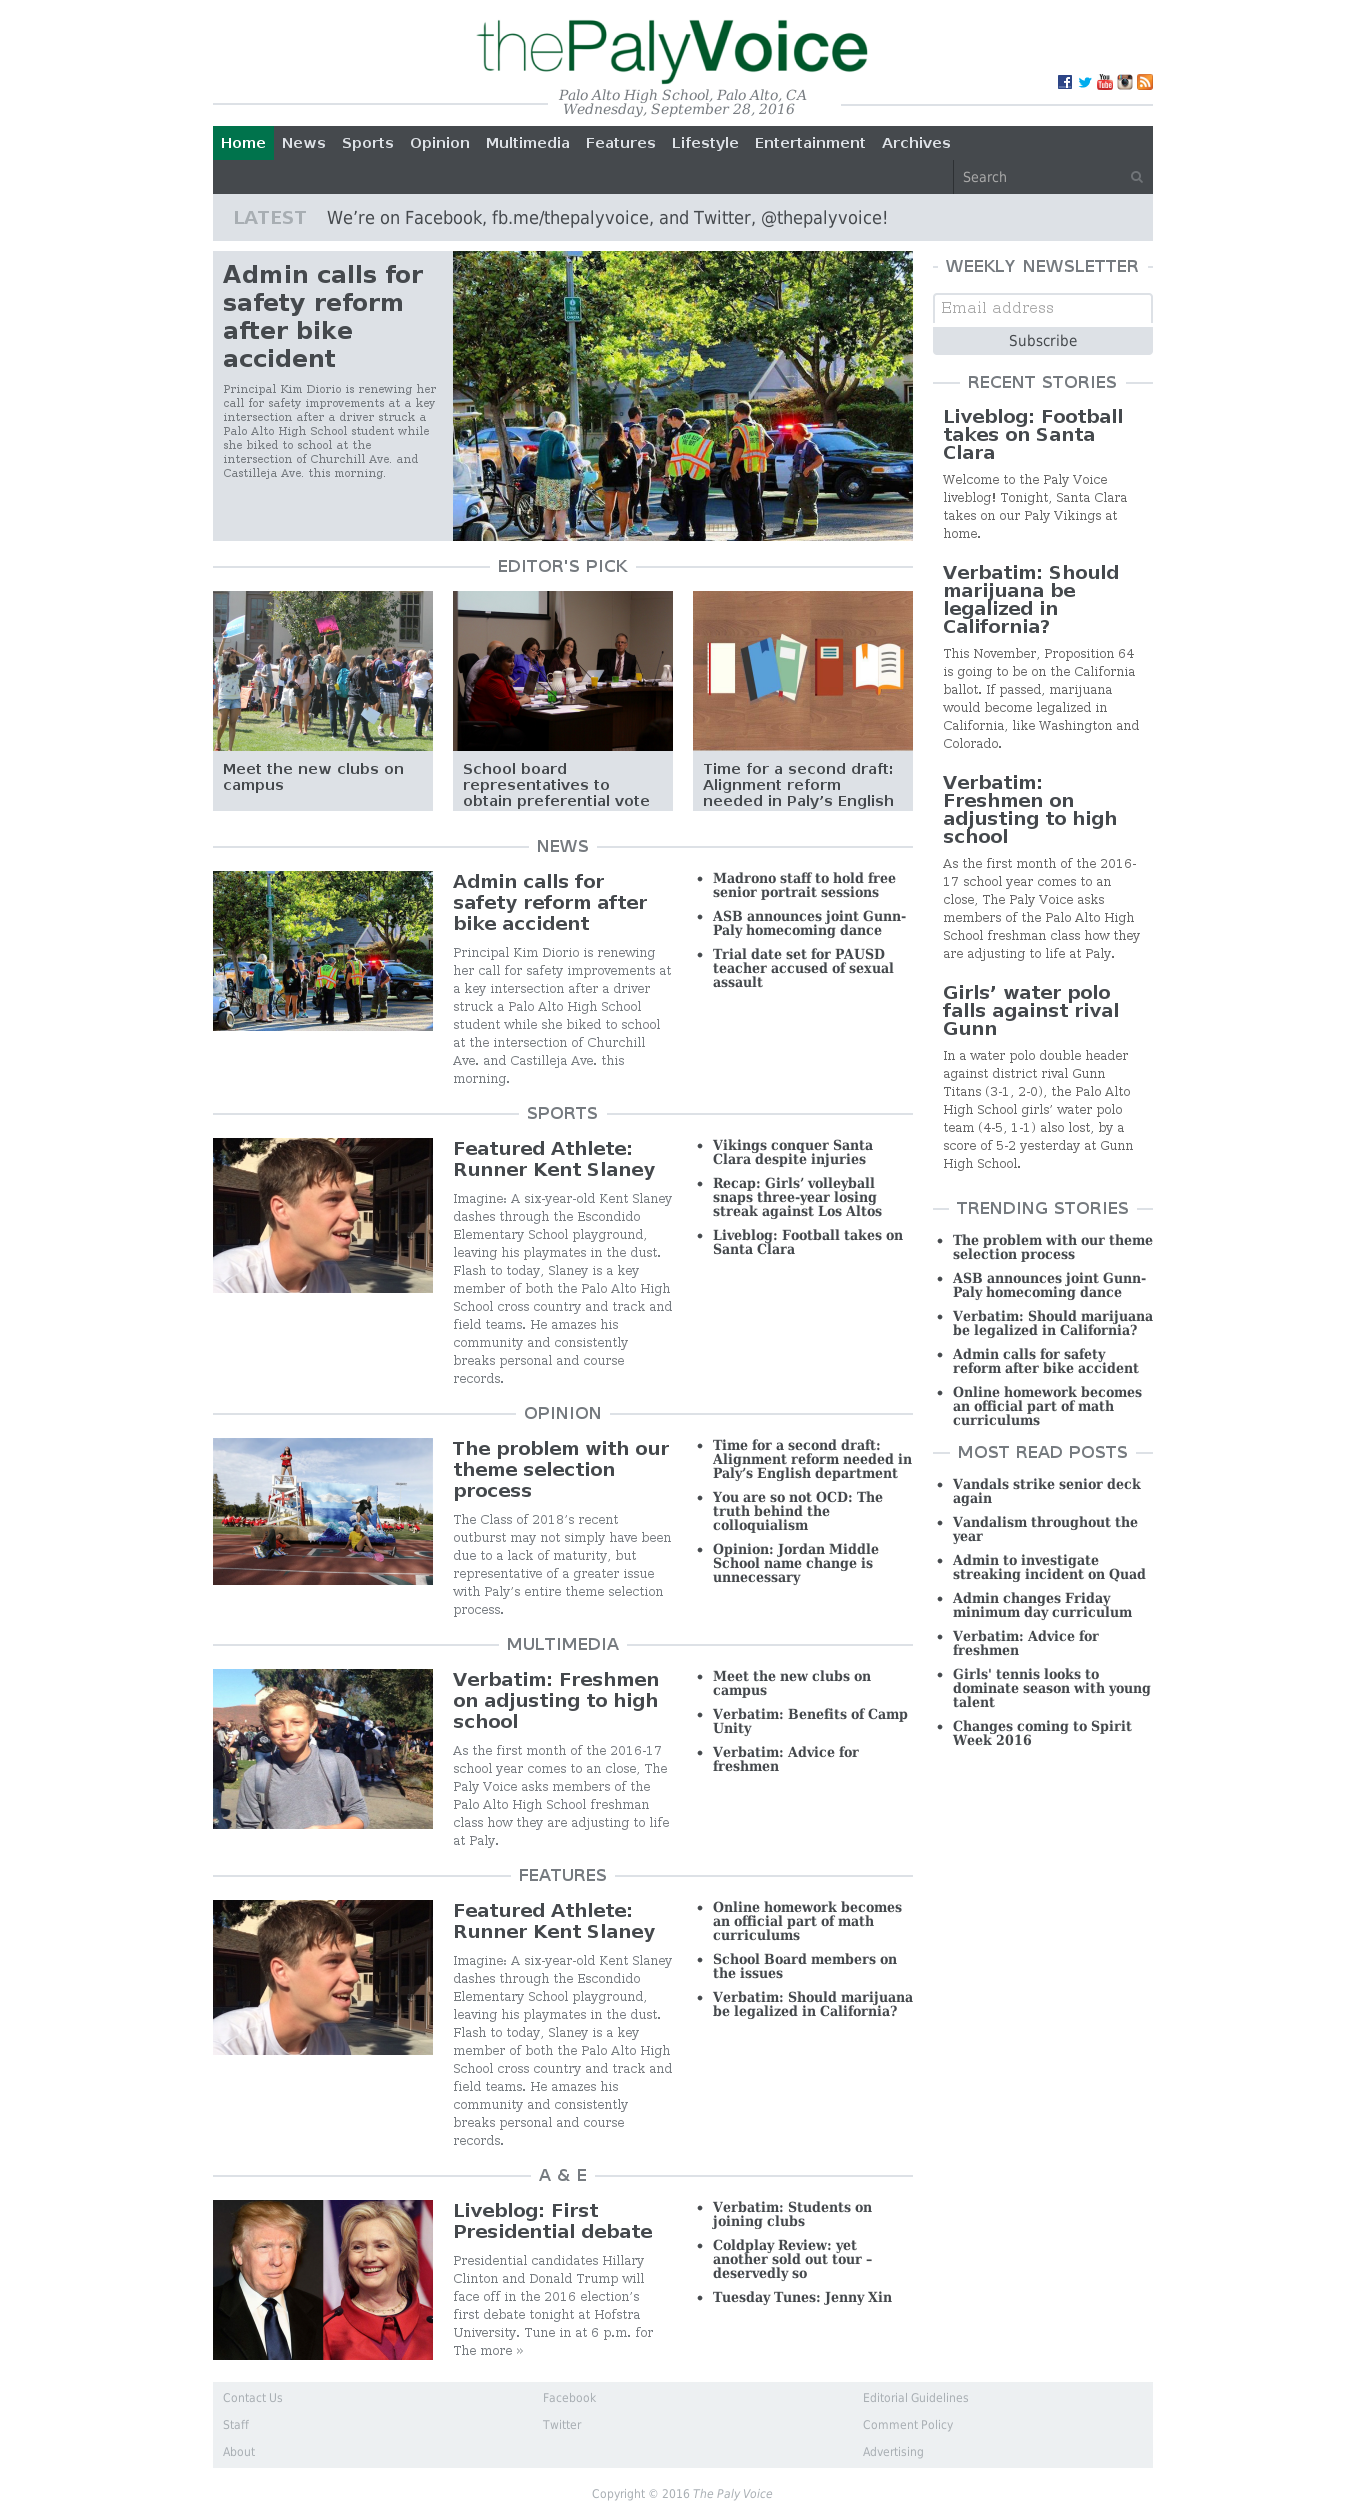 thePalyVoice
Palo Alto High School, Palo Alto, CA
Wednesday, September 28, 2016
Home News Sports Opinion Multimedia Features Lifestyle Entertainment Archives
Search
LATEST We’re on Facebook, fb.me/thepalyvoice, and Twitter, @thepalyvoice!
Admin calls for
safety reform
after bike
accident
Principal Kim Diorio is renewing her
call for safety improvements at a key
intersection after a driver struck a
Palo Alto High School student while
she biked to school at the
intersection of Churchill Ave. and
Castilleja Ave. this morning.
EDITOR'S PICK
Meet the new clubs on
campus
School board
representatives to
obtain preferential vote
Time for a second draft:
Alignment reform
needed in Paly’s English
NEWS
Admin calls for
safety reform after
bike accident
Principal Kim Diorio is renewing
her call for safety improvements at
a key intersection after a driver
struck a Palo Alto High School
student while she biked to school
at the intersection of Churchill
Ave. and Castilleja Ave. this
morning.
Madrono staff to hold free
senior portrait sessions
ASB announces joint Gunn-
Paly homecoming dance
Trial date set for PAUSD
teacher accused of sexual
assault
SPORTS
Featured Athlete:
Runner Kent Slaney
Imagine: A six-year-old Kent Slaney
dashes through the Escondido
Elementary School playground,
leaving his playmates in the dust.
Flash to today, Slaney is a key
member of both the Palo Alto High
School cross country and track and
field teams. He amazes his
community and consistently
breaks personal and course
records.
Vikings conquer Santa
Clara despite injuries
Recap: Girls’ volleyball
snaps three-year losing
streak against Los Altos
Liveblog: Football takes on
Santa Clara
OPINION
The problem with our
theme selection
process
The Class of 2018’s recent
outburst may not simply have been
due to a lack of maturity, but
representative of a greater issue
with Paly’s entire theme selection
process.
Time for a second draft:
Alignment reform needed in
Paly’s English department
You are so not OCD: The
truth behind the
colloquialism
Opinion: Jordan Middle
School name change is
unnecessary
MULTIMEDIA
Verbatim: Freshmen
on adjusting to high
school
As the first month of the 2016-17
school year comes to an close, The
Paly Voice asks members of the
Palo Alto High School freshman
class how they are adjusting to life
at Paly.
Meet the new clubs on
campus
Verbatim: Benefits of Camp
Unity
Verbatim: Advice for
freshmen
FEATURES
Featured Athlete:
Runner Kent Slaney
Imagine: A six-year-old Kent Slaney
dashes through the Escondido
Elementary School playground,
leaving his playmates in the dust.
Flash to today, Slaney is a key
member of both the Palo Alto High
School cross country and track and
field teams. He amazes his
community and consistently
breaks personal and course
records.
Online homework becomes
an official part of math
curriculums
School Board members on
the issues
Verbatim: Should marijuana
be legalized in California?
A & E
Liveblog: First
Presidential debate
Presidential candidates Hillary
Clinton and Donald Trump will
face off in the 2016 election’s
first debate tonight at Hofstra
University. Tune in at 6 p.m. for
The more »
Verbatim: Students on
joining clubs
Coldplay Review: yet
another sold out tour –
deservedly so
Tuesday Tunes: Jenny Xin
WEEKLY NEWSLETTER
Email address
Subscribe
RECENT STORIES
Liveblog: Football
takes on Santa
Clara
Welcome to the Paly Voice
liveblog! Tonight, Santa Clara
takes on our Paly Vikings at
home.
Verbatim: Should
marijuana be
legalized in
California?
This November, Proposition 64
is going to be on the California
ballot. If passed, marijuana
would become legalized in
California, like Washington and
Colorado.
Verbatim:
Freshmen on
adjusting to high
school
As the first month of the 2016-
17 school year comes to an
close, The Paly Voice asks
members of the Palo Alto High
School freshman class how they
are adjusting to life at Paly.
Girls’ water polo
falls against rival
Gunn
In a water polo double header
against district rival Gunn
Titans (3-1, 2-0), the Palo Alto
High School girls’ water polo
team (4-5, 1-1) also lost, by a
score of 5-2 yesterday at Gunn
High School.
TRENDING STORIES
The problem with our theme
selection process
ASB announces joint Gunn-
Paly homecoming dance
Verbatim: Should marijuana
be legalized in California?
Admin calls for safety
reform after bike accident
Online homework becomes
an official part of math
curriculums
MOST READ POSTS
Vandals strike senior deck
again
Vandalism throughout the
year
Admin to investigate
streaking incident on Quad
Admin changes Friday
minimum day curriculum
Verbatim: Advice for
freshmen
Girls' tennis looks to
dominate season with young
talent
Changes coming to Spirit
Week 2016
Contact Us
Staff
About
Facebook
Twitter
Editorial Guidelines
Comment Policy
Advertising
Copyright © 2016 The Paly Voice